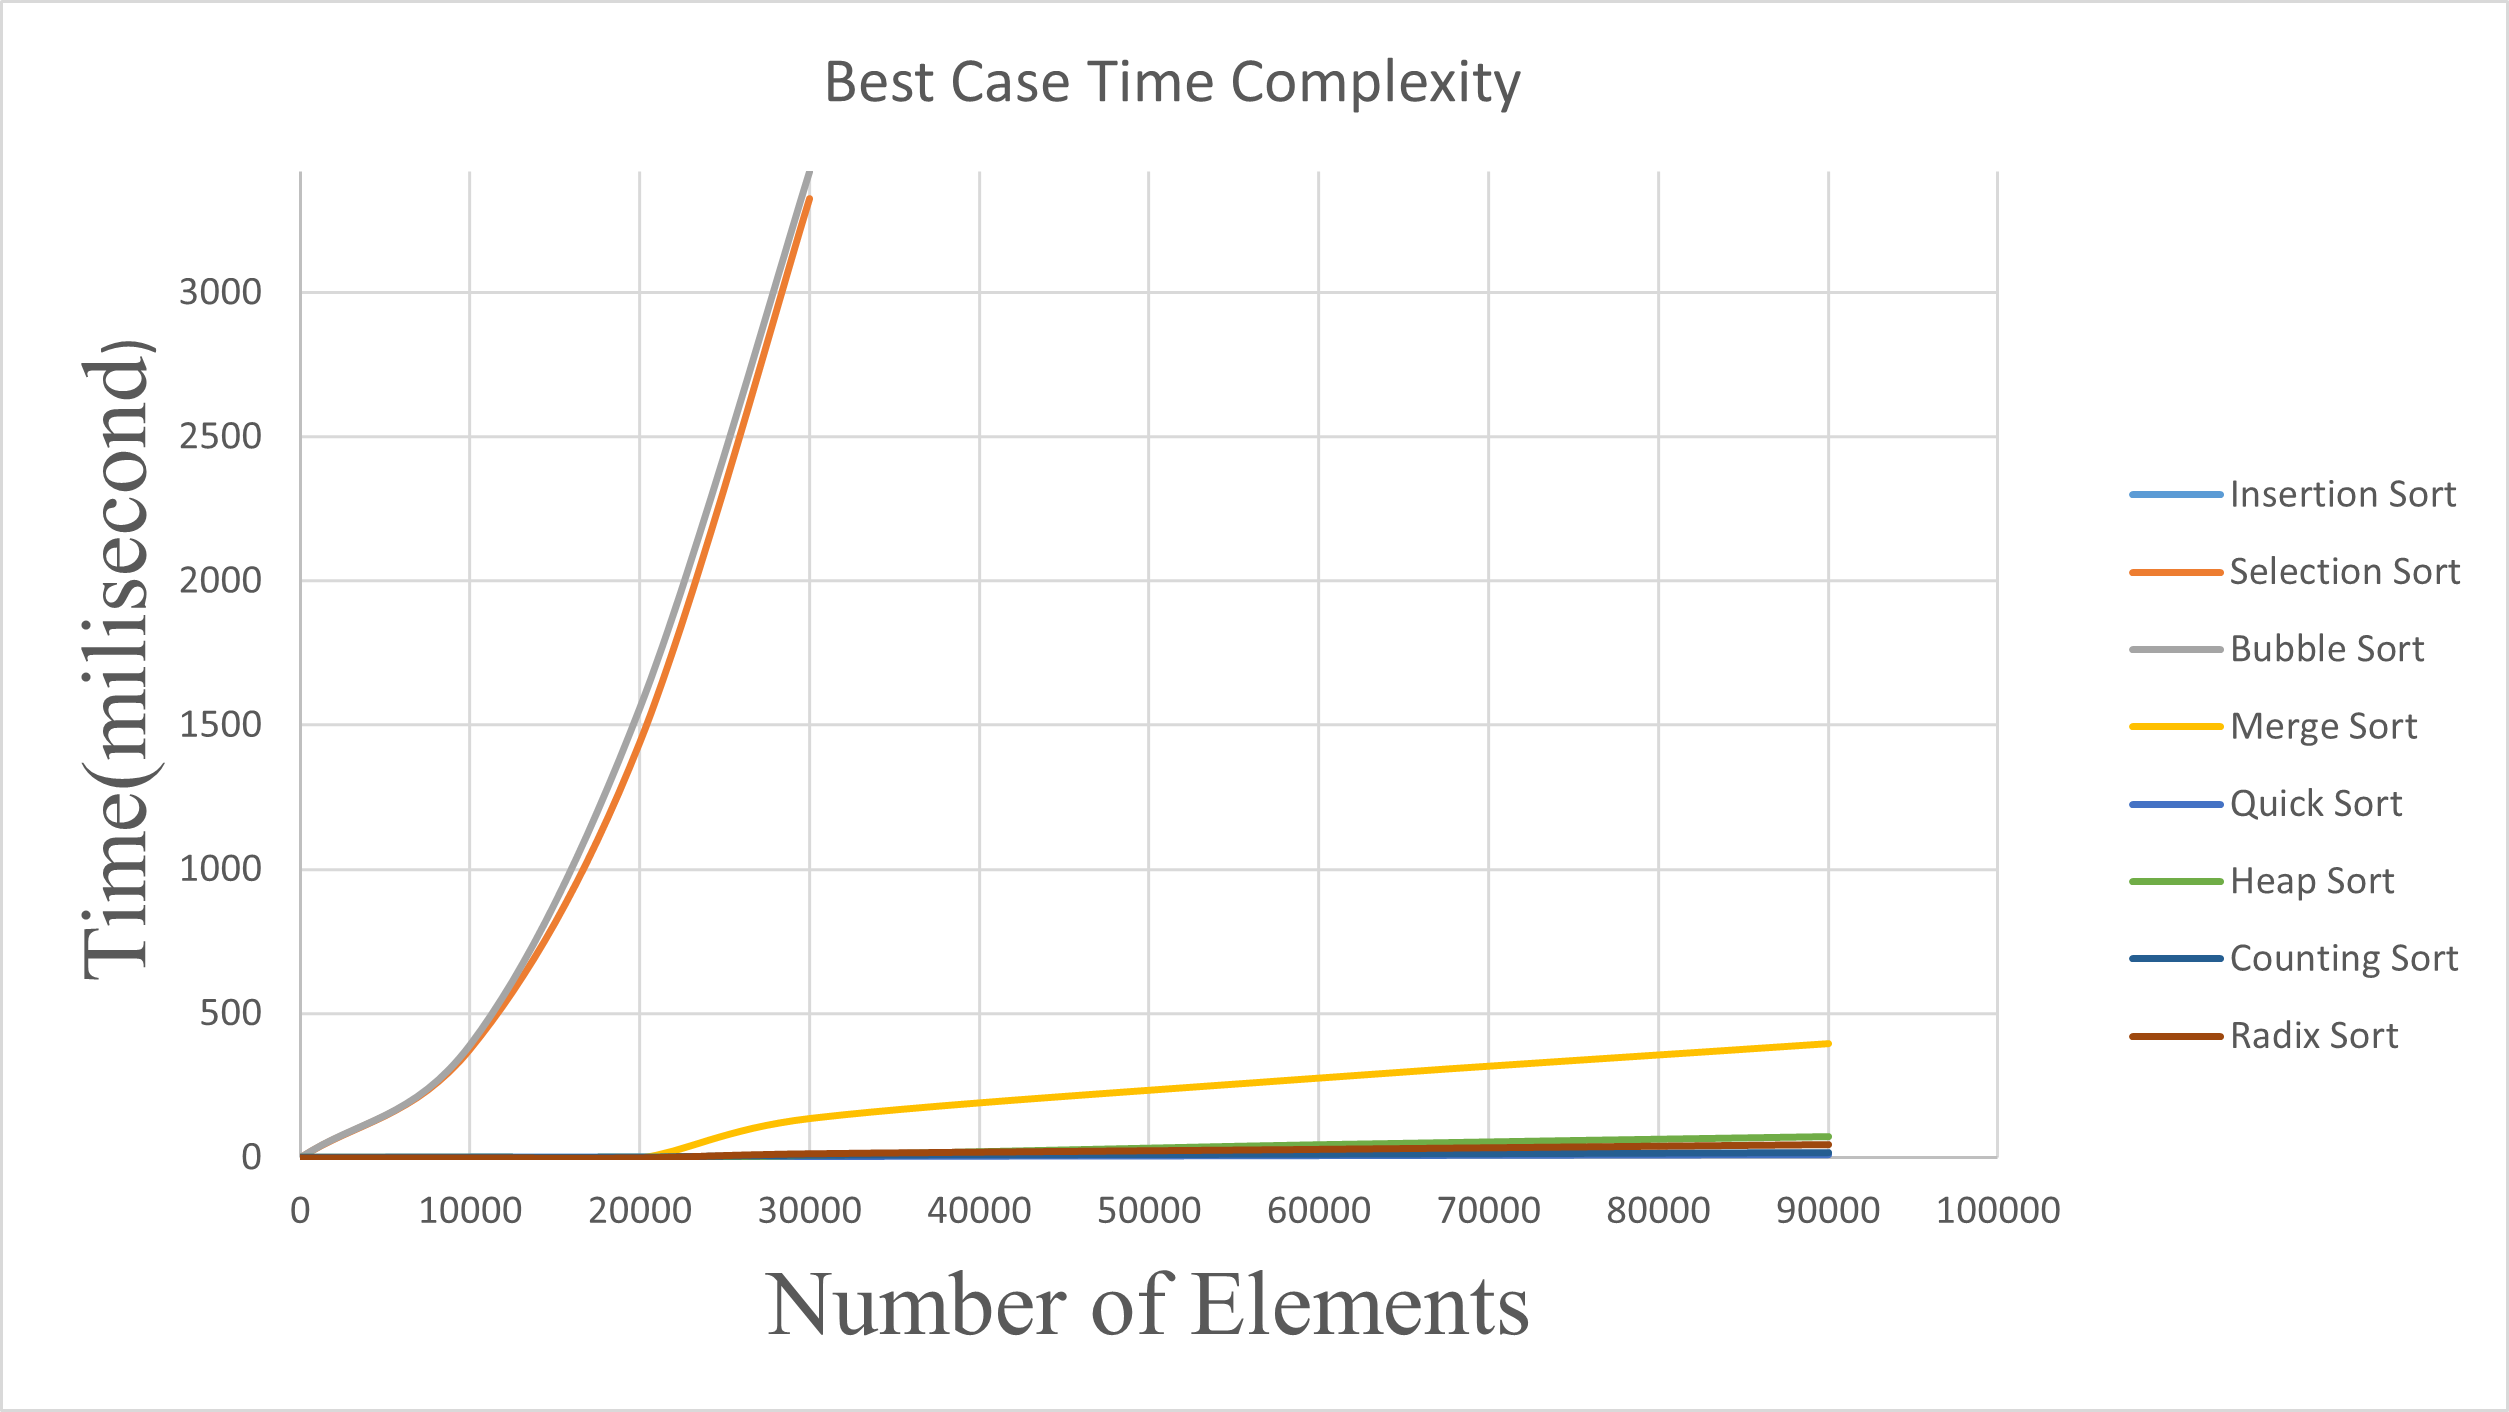 Best Case Time Complexity
Time(milisecond)
3000
2500
2000
1500
1000
500
0
0 10000 20000 30000 40000 50000 60000 70000 80000 90000 100000
Number of Elements
Insertion Sort
Selection Sort
Bubble Sort
Merge Sort
Quick Sort
Heap Sort
Counting Sort
Radix Sort